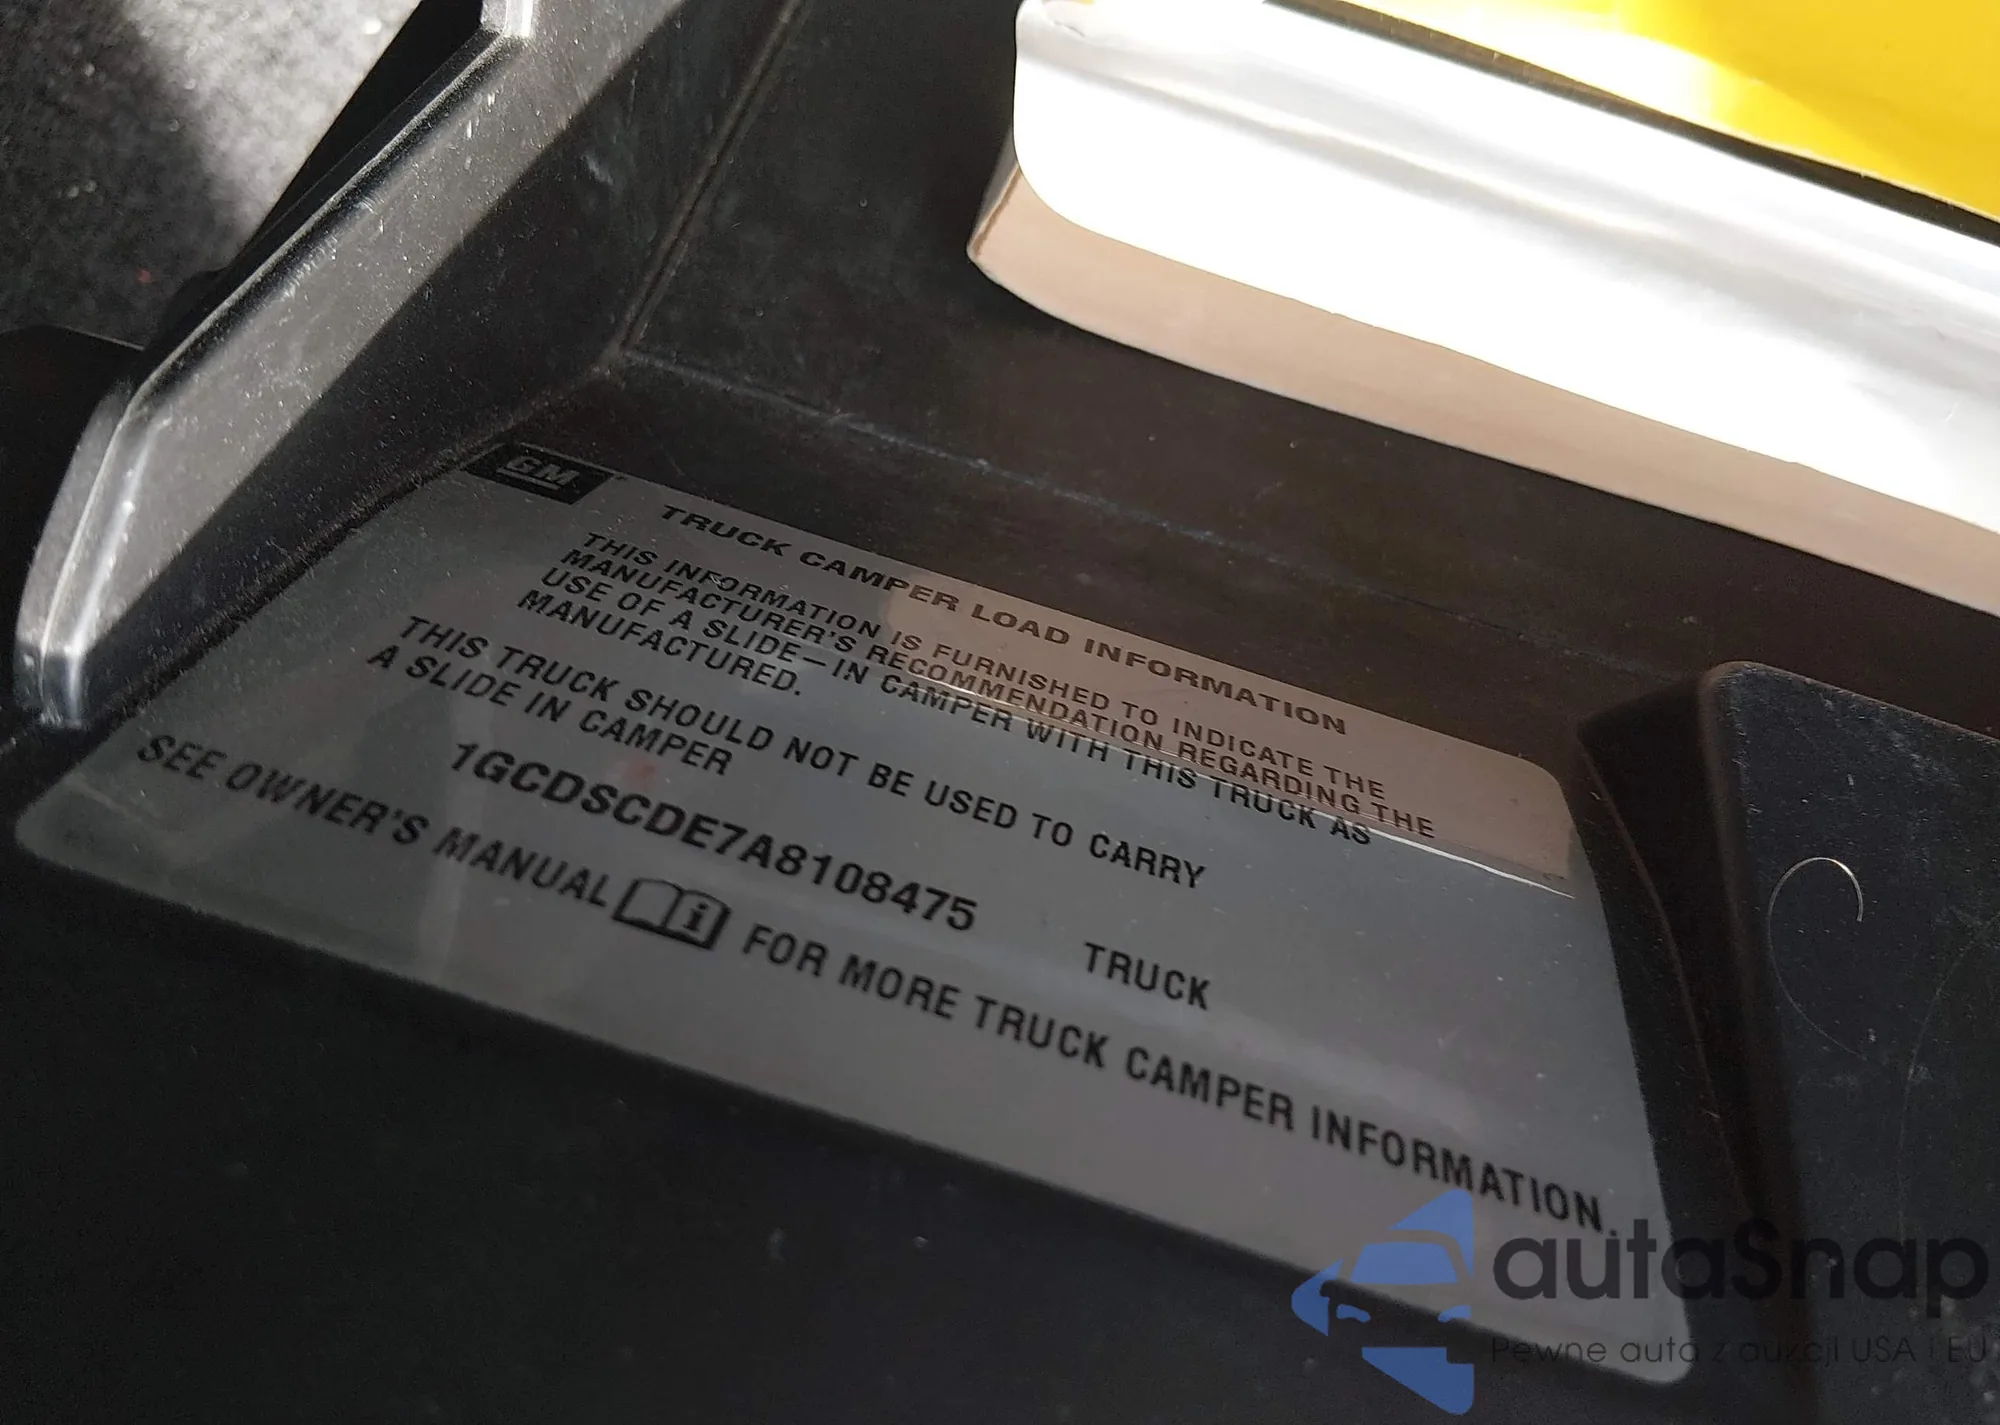 GM
TRUCK CAMPER LOAD INFORMATION
THIS INFORMATION IS FURNISHED TO INDICATE THE
MANUFACTURER'S RECOMMENDATION REGARDING THE
USE OF A SLIDE-IN CAMPER WITH THIS TRUCK AS
MANUFACTURED.
THIS TRUCK SHOULD NOT BE USED TO CARRY
A SLIDE IN CAMPER
1GCDSCDE7A8108475 TRUCK
SEE OWNER'S MANUAL FOR MORE TRUCK CAMPER INFORMATION.
autaSnap
Pewne auta z aukcji USA i EU